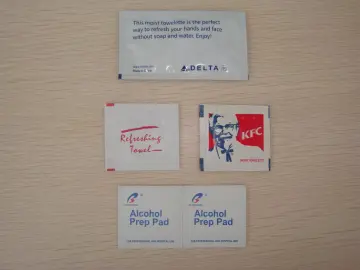 This moist towelette is the perfect
way to refresh your hands and face
without soap and water. Enjoy!
DELTA
Refreshing
Towel
KFC
Alcohol
Prep Pad
Alcohol
Prep Pad